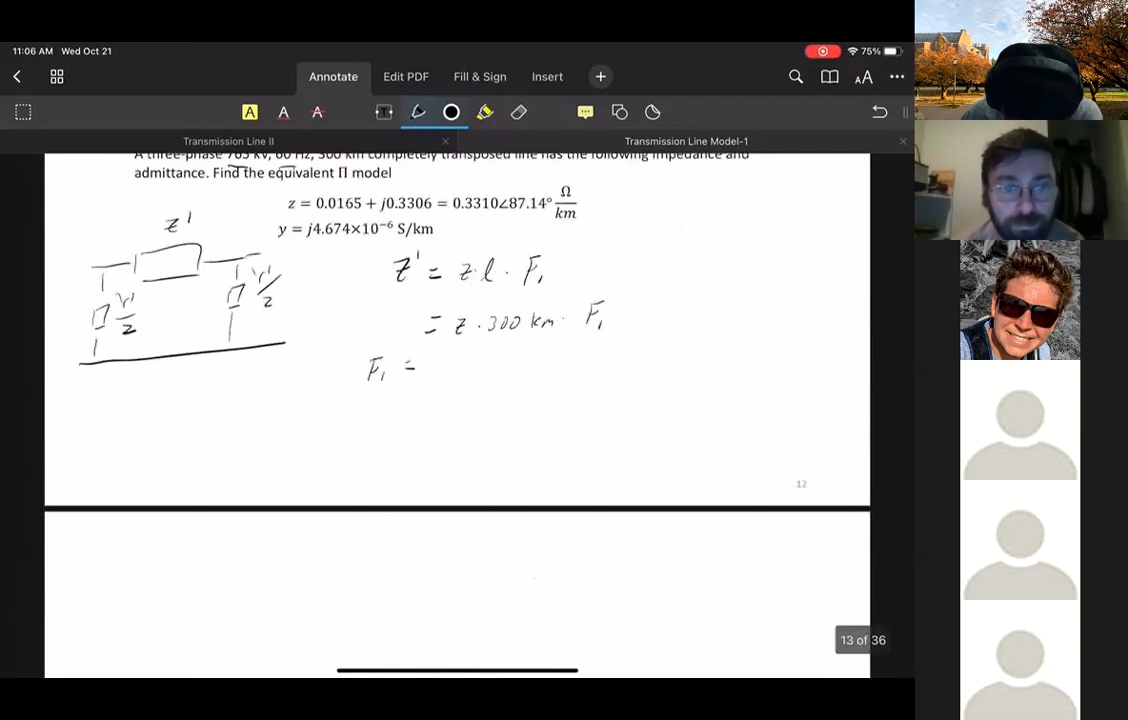 11:06 AM Wed Oct 21
75%
Annotate Edit PDF Fill & Sign Insert
Transmission Line II
Transmission Line Model-1
A three-phase 765 kV, 60 Hz, 300 km completely transposed line has the following impedance and
admittance. Find the equivalent Π model
z = 0.0165 + j0.3306 = 0.3310∠87.14° Ω/km
y = j4.674×10⁻⁶ S/km
Z'
Y'/2
Y'/2
Z' = z·l · F₁
= z · 300 km · F₁
F₁ =
12
13 of 36